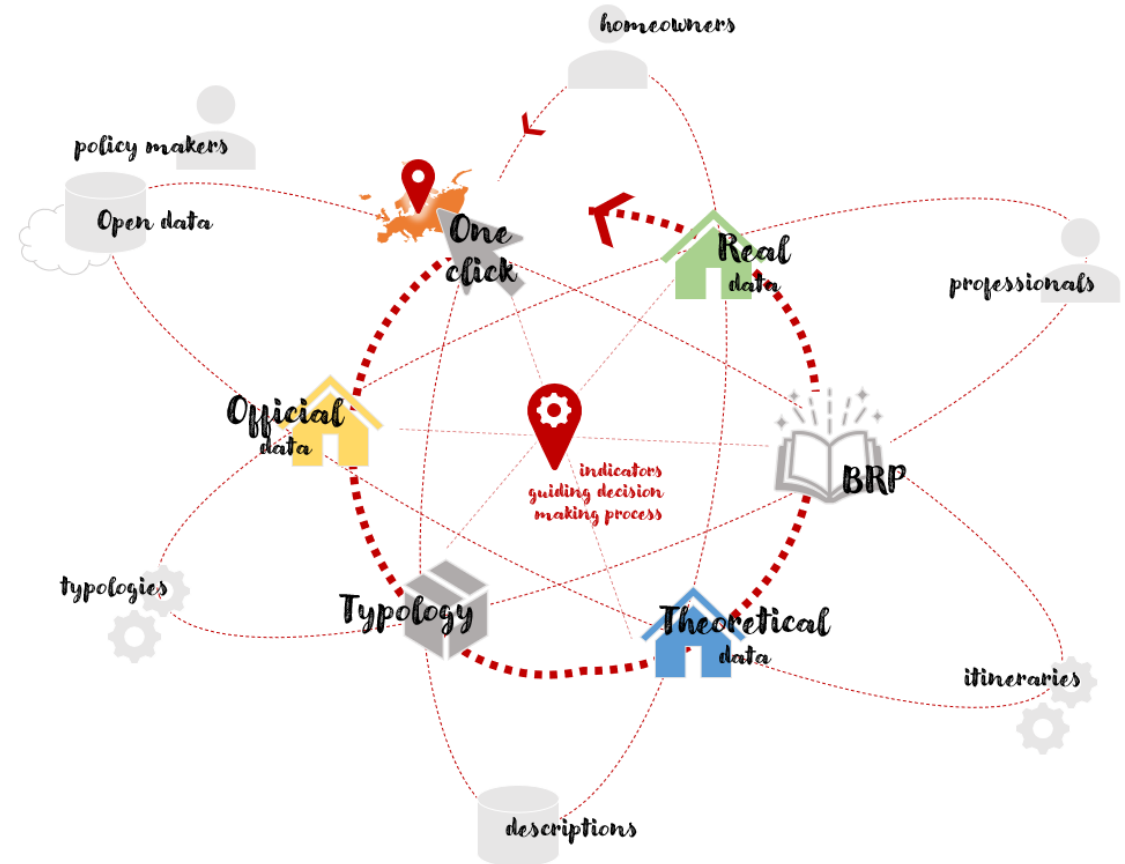 homeowners
policy makers
Open data
One
click
Real
data
professionals
Official
data
indicators
guiding decision
making process
BRP
typologies
Typology
Theoretical
data
itineraries
descriptions